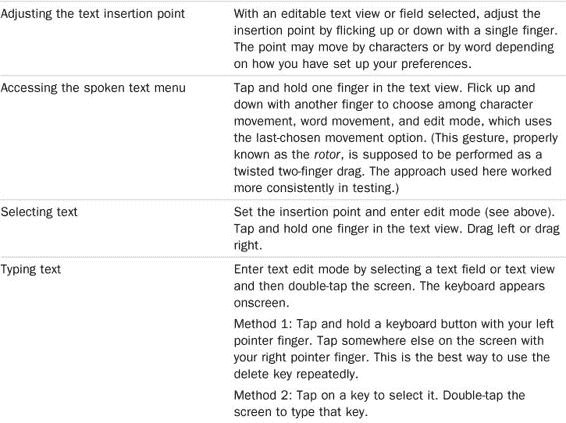 Adjusting the text insertion point
With an editable text view or field selected, adjust the
insertion point by flicking up or down with a single finger.
The point may move by characters or by word depending
on how you have set up your preferences.
Accessing the spoken text menu
Tap and hold one finger in the text view. Flick up and
down with another finger to choose among character
movement, word movement, and edit mode, which uses
the last-chosen movement option. (This gesture, properly
known as the rotor, is supposed to be performed as a
twisted two-finger drag. The approach used here worked
more consistently in testing.)
Selecting text
Set the insertion point and enter edit mode (see above).
Tap and hold one finger in the text view. Drag left or drag
right.
Typing text
Enter text edit mode by selecting a text field or text view
and then double-tap the screen. The keyboard appears
onscreen.
Method 1: Tap and hold a keyboard button with your left
pointer finger. Tap somewhere else on the screen with
your right pointer finger. This is the best way to use the
delete key repeatedly.
Method 2: Tap on a key to select it. Double-tap the
screen to type that key.